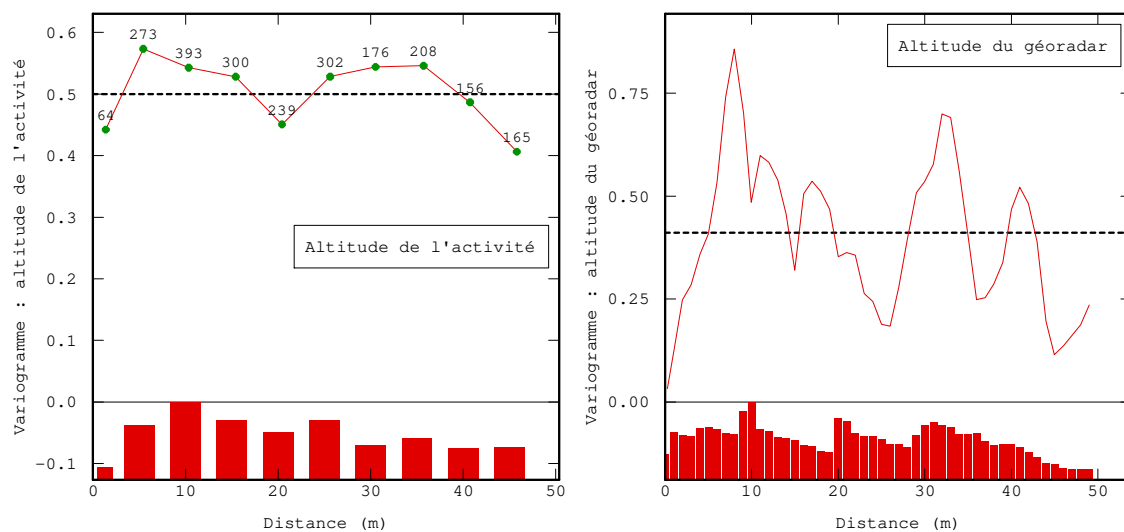 Variogramme : altitude de l'activité
0.6
0.5
0.4
0.3
0.2
0.1
0.0
−0.1
64
273
393
300
239
302
176
208
156
165
Altitude de l'activité
0 10 20 30 40 50
Distance (m)
Variogramme : altitude du géoradar
0.75
0.50
0.25
0.00
Altitude du géoradar
0 10 20 30 40 50
Distance (m)